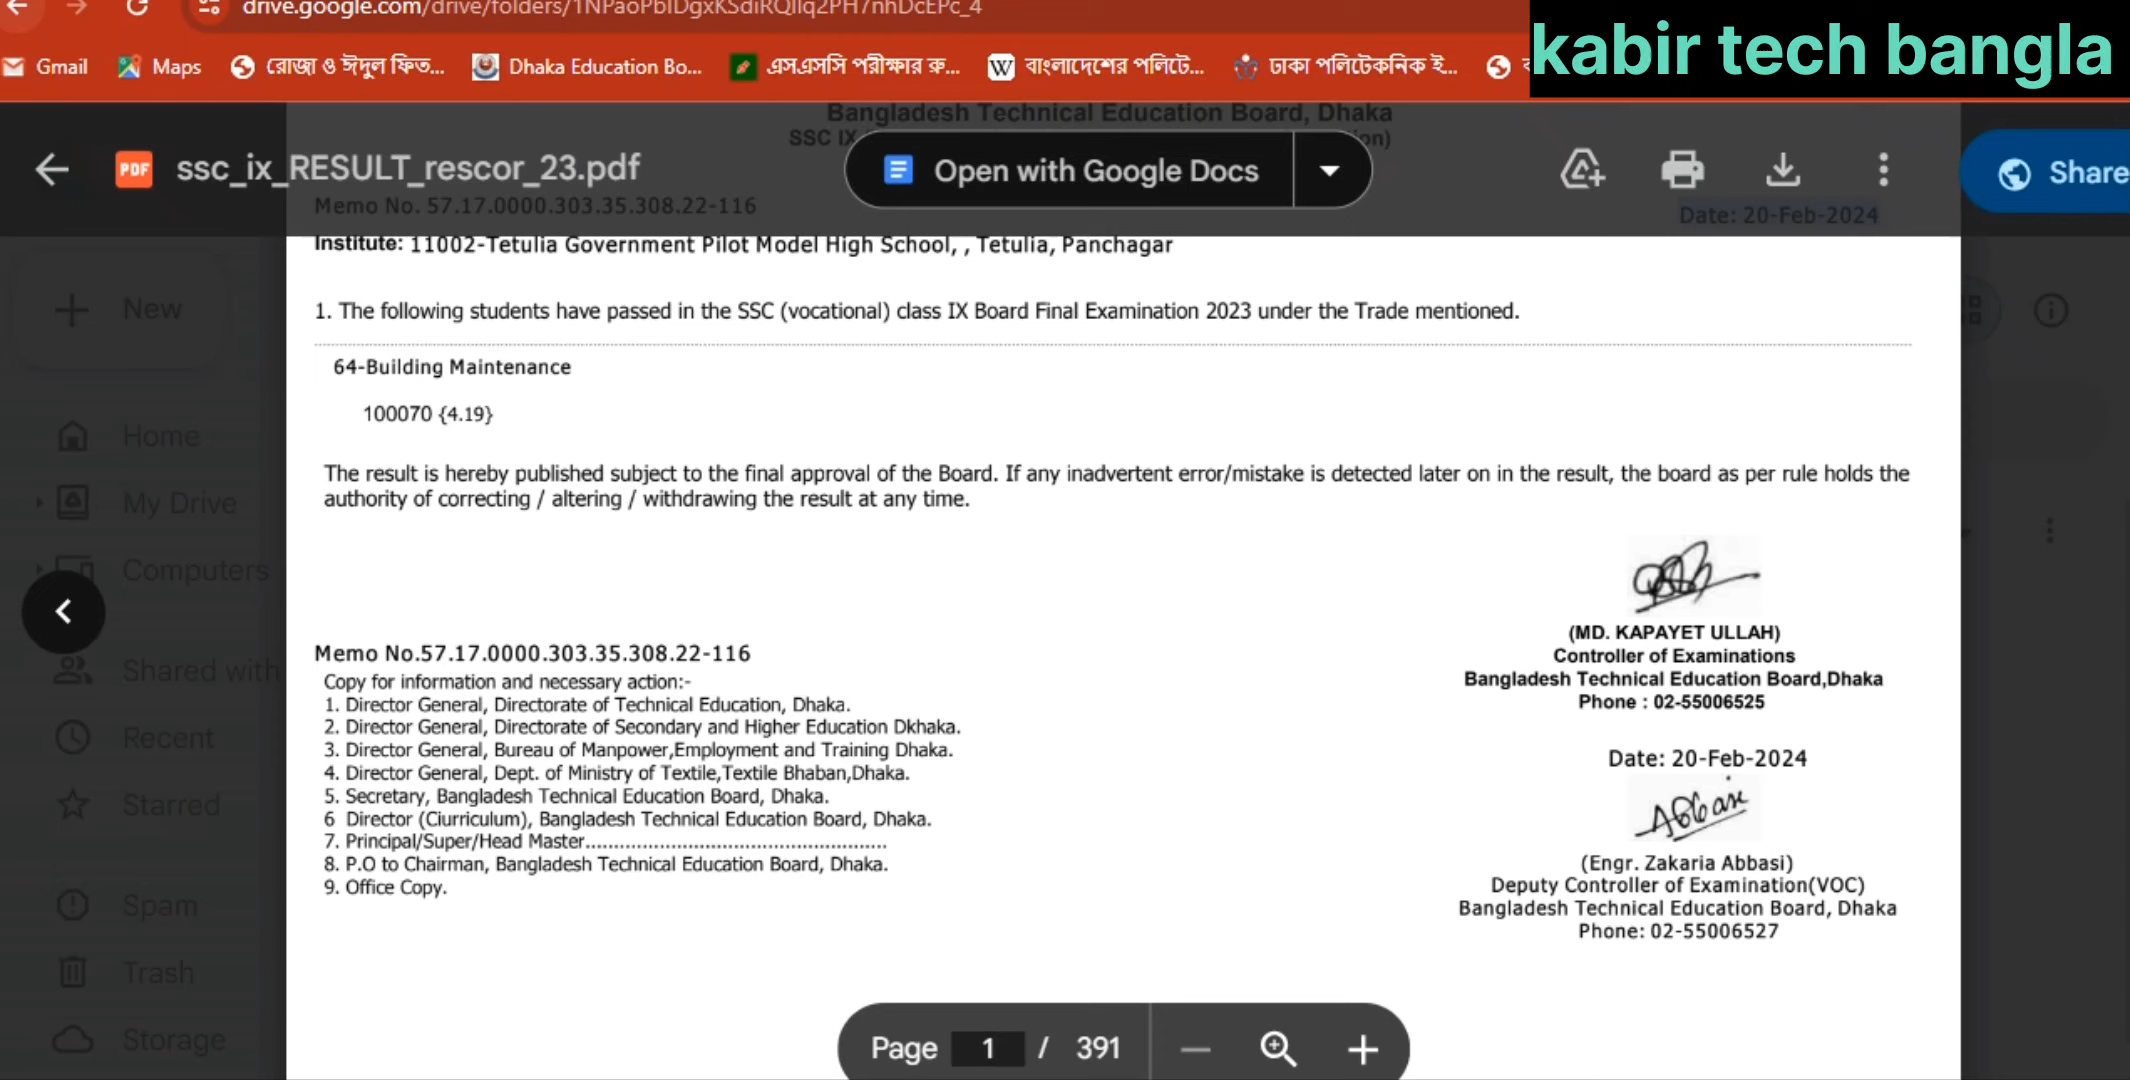 drive.google.com/drive/folders/
kabir tech bangla
Gmail Maps রোজা ও ঈদুল ফিত... Dhaka Education Bo... এসএসসি পরীক্ষার রু... বাংলাদেশের পলিটে... ঢাকা পলিটেকনিক ই...
Bangladesh Technical Education Board, Dhaka
SSC IX
PDF ssc_ix_RESULT_rescor_23.pdf Open with Google Docs Share
Memo No. 57.17.0000.303.35.308.22-116 Date: 20-Feb-2024
Institute: 11002-Tetulia Government Pilot Model High School, , Tetulia, Panchagar
New
1. The following students have passed in the SSC (vocational) class IX Board Final Examination 2023 under the Trade mentioned.
64-Building Maintenance
100070 {4.19}
Home
My Drive
Computers
Shared with
Recent
Starred
Spam
Trash
Storage
The result is hereby published subject to the final approval of the Board. If any inadvertent error/mistake is detected later on in the result, the board as per rule holds the
authority of correcting / altering / withdrawing the result at any time.
(MD. KAPAYET ULLAH)
Controller of Examinations
Bangladesh Technical Education Board,Dhaka
Phone : 02-55006525
Memo No.57.17.0000.303.35.308.22-116
Copy for information and necessary action:-
1. Director General, Directorate of Technical Education, Dhaka.
2. Director General, Directorate of Secondary and Higher Education Dkhaka.
3. Director General, Bureau of Manpower,Employment and Training Dhaka.
4. Director General, Dept. of Ministry of Textile,Textile Bhaban,Dhaka.
5. Secretary, Bangladesh Technical Education Board, Dhaka.
6 Director (Ciurriculum), Bangladesh Technical Education Board, Dhaka.
7. Principal/Super/Head Master......................................................
8. P.O to Chairman, Bangladesh Technical Education Board, Dhaka.
9. Office Copy.
Date: 20-Feb-2024
Abbasi
(Engr. Zakaria Abbasi)
Deputy Controller of Examination(VOC)
Bangladesh Technical Education Board, Dhaka
Phone: 02-55006527
Page 1 / 391